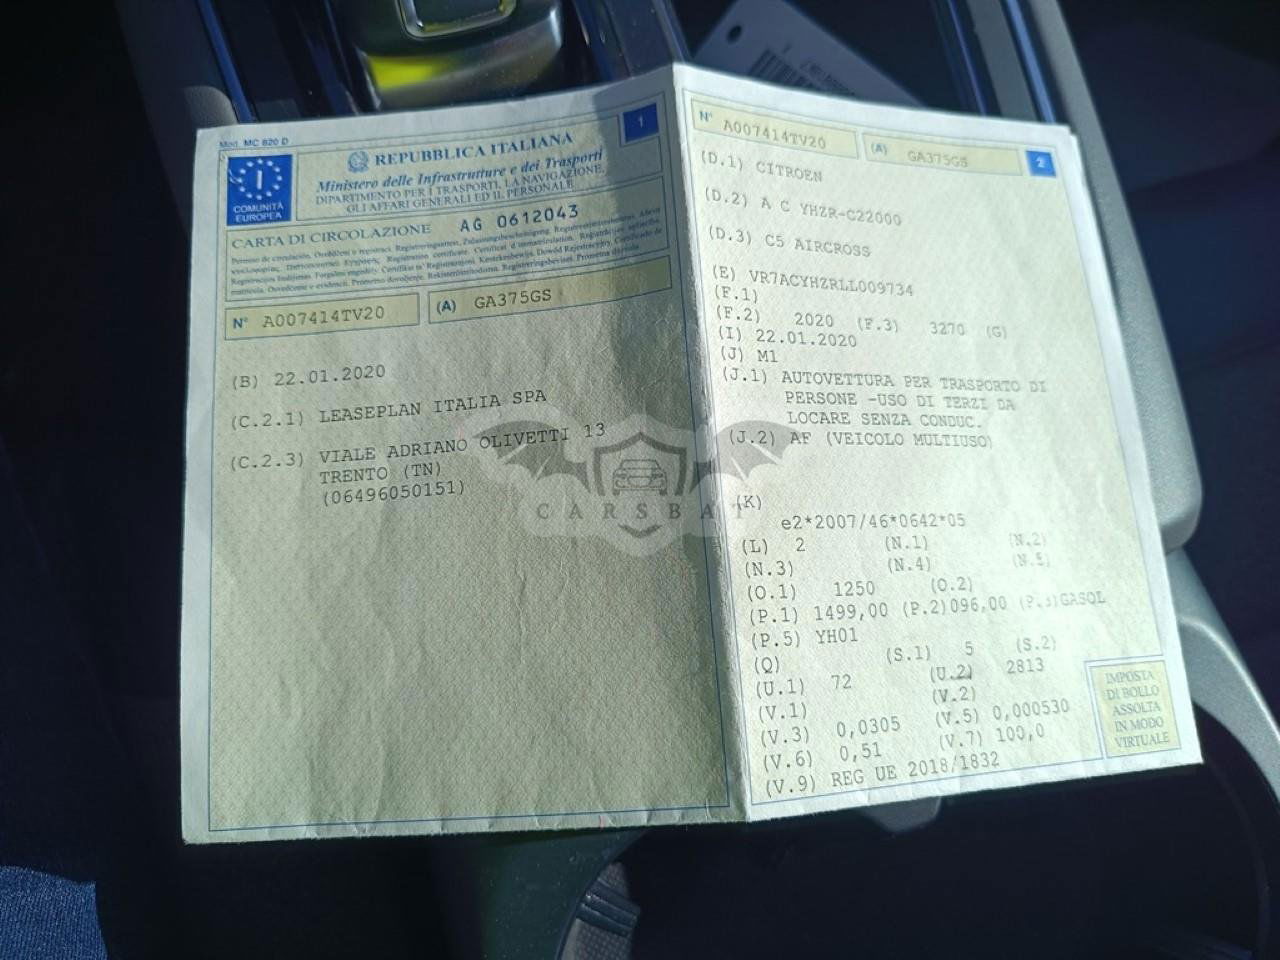 Mod. MC 820 D
1
I
COMUNITÀ
EUROPEA
REPUBBLICA ITALIANA
Ministero delle Infrastrutture e dei Trasporti
DIPARTIMENTO PER I TRASPORTI, LA NAVIGAZIONE,
GLI AFFARI GENERALI ED IL PERSONALE
CARTA DI CIRCOLAZIONE AG 0612043
N° A007414TV20 (A) GA375GS
(B) 22.01.2020
(C.2.1) LEASEPLAN ITALIA SPA
(C.2.3) VIALE ADRIANO OLIVETTI 13
TRENTO (TN)
(06496050151)
N° A007414TV20 (A) GA375GS 2
(D.1) CITROEN
(D.2) A C YHZR-C22000
(D.3) C5 AIRCROSS
(E) VR7ACYHZRLL009734
(F.1)
(F.2) 2020 (F.3) 3270 (G)
(I) 22.01.2020
(J) M1
(J.1) AUTOVETTURA PER TRASPORTO DI
PERSONE -USO DI TERZI DA
LOCARE SENZA CONDUC.
(J.2) AF (VEICOLO MULTIUSO)
(K)
e2*2007/46*0642*05
(L) 2 (N.1) (N.2)
(N.3) (N.4) (N.5)
(O.1) 1250 (O.2)
(P.1) 1499,00 (P.2)096,00 (P.3)GASOL
(P.5) YH01
(Q) (S.1) 5 (S.2)
(U.1) 72 (U.2) 2813
(V.1) (V.2)
(V.3) 0,0305 (V.5) 0,000530
(V.6) 0,51 (V.7) 100,0
(V.9) REG UE 2018/1832
IMPOSTA
DI BOLLO
ASSOLTA
IN MODO
VIRTUALE
CARSBAT